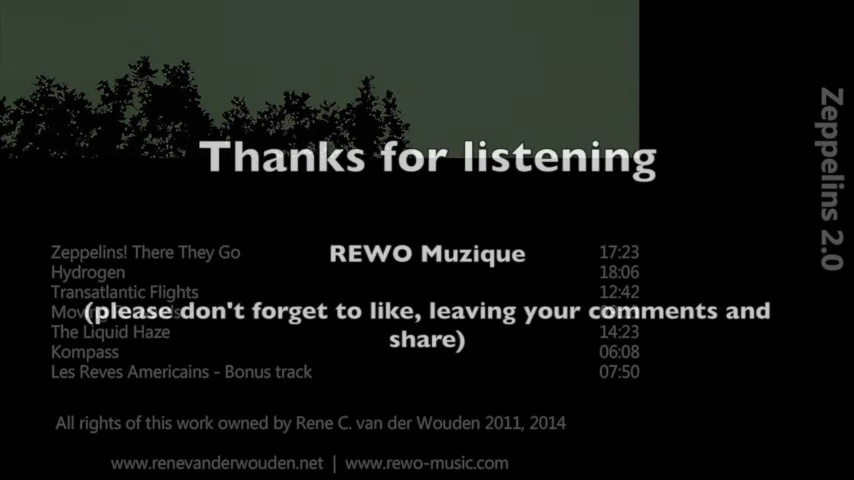 Thanks for listening
Zeppelins 2.0
Zeppelins! There They Go 17:23
REWO Muzique
Hydrogen 18:06
Transatlantic Flights 12:42
(please don't forget to like, leaving your comments and
share)
The Liquid Haze 14:23
Kompass 06:08
Les Reves Americains - Bonus track 07:50
All rights of this work owned by Rene C. van der Wouden 2011, 2014
www.renevanderwouden.net | www.rewo-music.com